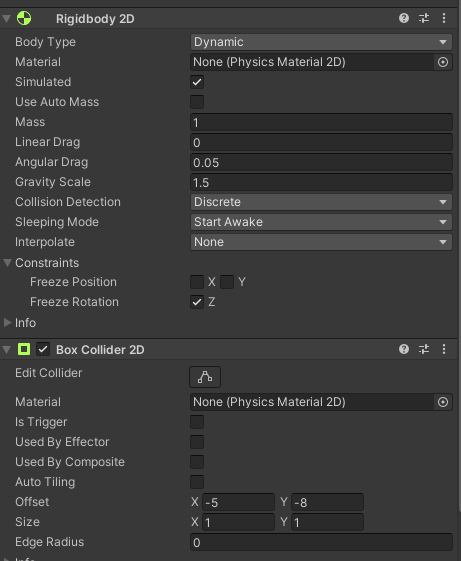 Rigidbody 2D
Body Type Dynamic
Material None (Physics Material 2D)
Simulated
Use Auto Mass
Mass 1
Linear Drag 0
Angular Drag 0.05
Gravity Scale 1.5
Collision Detection Discrete
Sleeping Mode Start Awake
Interpolate None
Constraints
Freeze Position X Y
Freeze Rotation Z
Info
Box Collider 2D
Edit Collider
Material None (Physics Material 2D)
Is Trigger
Used By Effector
Used By Composite
Auto Tiling
Offset X -5 Y -8
Size X 1 Y 1
Edge Radius 0